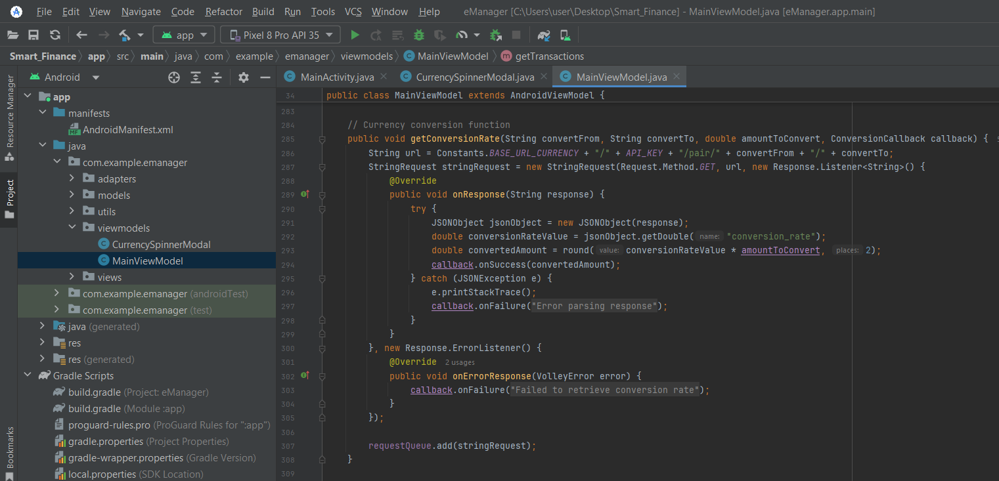 File Edit View Navigate Code Refactor Build Run Tools VCS Window Help eManager [C:\Users\user\Desktop\Smart_Finance] - MainViewModel.java [eManager.app.main]
app Pixel 8 Pro API 35
Smart_Finance app src main java com example emanager viewmodels MainViewModel getTransactions
Resource Manager
Project
Bookmarks
Android
app
manifests
AndroidManifest.xml
java
com.example.emanager
adapters
models
utils
viewmodels
CurrencySpinnerModal
MainViewModel
views
com.example.emanager (androidTest)
com.example.emanager (test)
java (generated)
res
res (generated)
Gradle Scripts
build.gradle (Project: eManager)
build.gradle (Module :app)
proguard-rules.pro (ProGuard Rules for ":app")
gradle.properties (Project Properties)
gradle-wrapper.properties (Gradle Version)
local.properties (SDK Location)
MainActivity.java CurrencySpinnerModal.java MainViewModel.java
34 public class MainViewModel extends AndroidViewModel {
283
284 // Currency conversion function
285 public void getConversionRate(String convertFrom, String convertTo, double amountToConvert, ConversionCallback callback) {
286 String url = Constants.BASE_URL_CURRENCY + "/" + API_KEY + "/pair/" + convertFrom + "/" + convertTo;
287 StringRequest stringRequest = new StringRequest(Request.Method.GET, url, new Response.Listener<String>() {
288 @Override
289 public void onResponse(String response) {
290 try {
291 JSONObject jsonObject = new JSONObject(response);
292 double conversionRateValue = jsonObject.getDouble( name: "conversion_rate");
293 double convertedAmount = round( value: conversionRateValue * amountToConvert, places: 2);
294 callback.onSuccess(convertedAmount);
295 } catch (JSONException e) {
296 e.printStackTrace();
297 callback.onFailure("Error parsing response");
298 }
299 }
300 }, new Response.ErrorListener() {
301 @Override 2 usages
302 public void onErrorResponse(VolleyError error) {
303 callback.onFailure("Failed to retrieve conversion rate");
304 }
305 });
306
307 requestQueue.add(stringRequest);
308 }
309